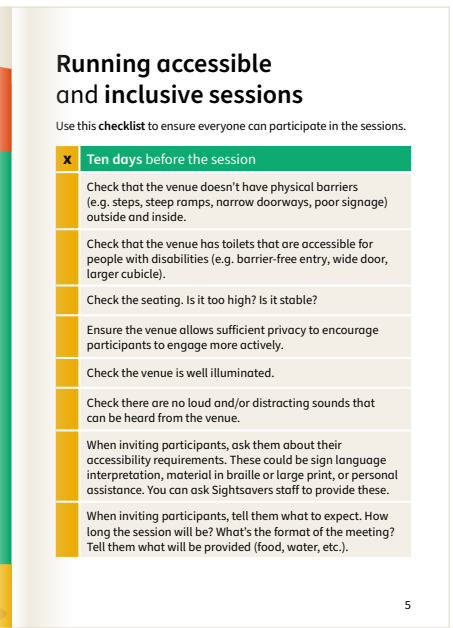 Running accessible
and inclusive sessions
Use this checklist to ensure everyone can participate in the sessions.
x Ten days before the session
Check that the venue doesn't have physical barriers
(e.g. steps, steep ramps, narrow doorways, poor signage)
outside and inside.
Check that the venue has toilets that are accessible for
people with disabilities (e.g. barrier-free entry, wide door,
larger cubicle).
Check the seating. Is it too high? Is it stable?
Ensure the venue allows sufficient privacy to encourage
participants to engage more actively.
Check the venue is well illuminated.
Check there are no loud and/or distracting sounds that
can be heard from the venue.
When inviting participants, ask them about their
accessibility requirements. These could be sign language
interpretation, material in braille or large print, or personal
assistance. You can ask Sightsavers staff to provide these.
When inviting participants, tell them what to expect. How
long the session will be? What's the format of the meeting?
Tell them what will be provided (food, water, etc.).
5